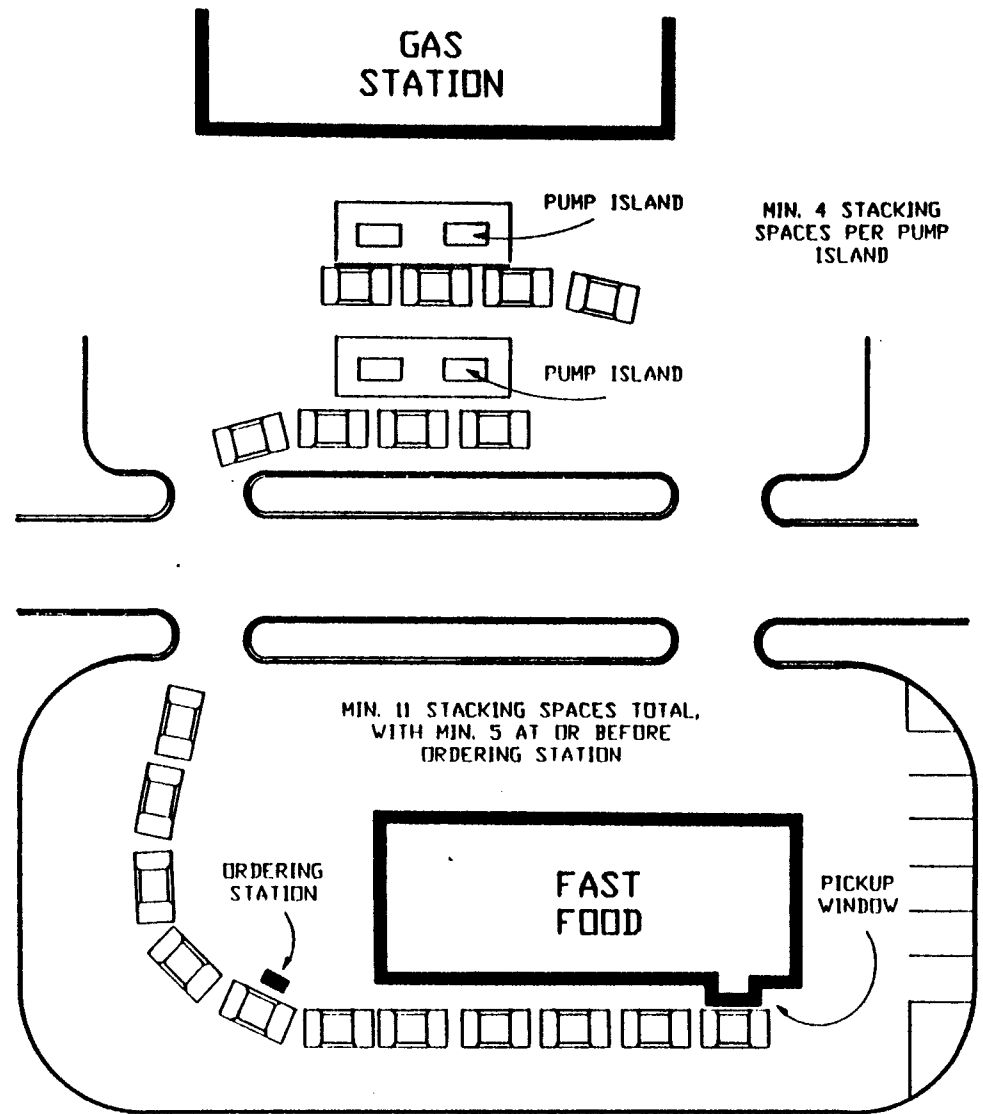 GAS
STATION
PUMP ISLAND
MIN. 4 STACKING
SPACES PER PUMP
ISLAND
PUMP ISLAND
MIN. 11 STACKING SPACES TOTAL,
WITH MIN. 5 AT OR BEFORE
ORDERING STATION
ORDERING
STATION
FAST
FOOD
PICKUP
WINDOW